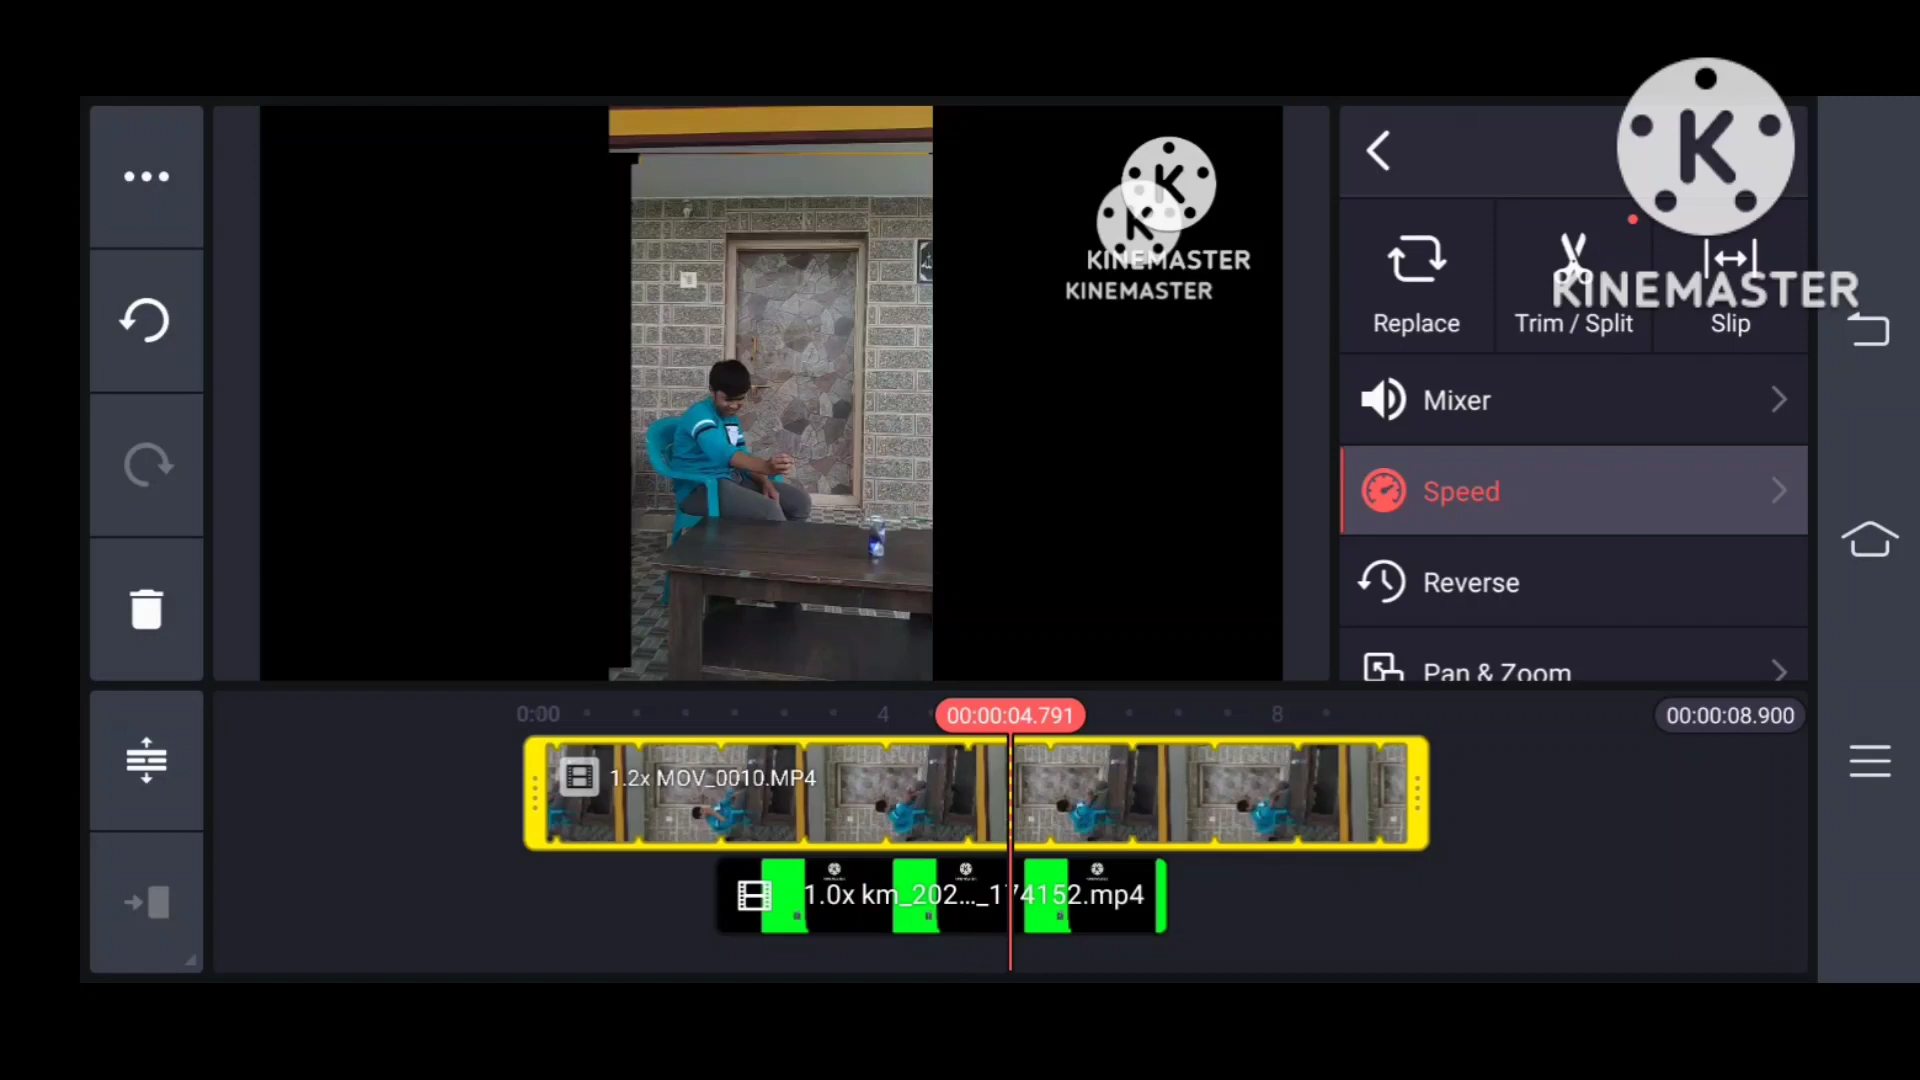 K
K
K
KINEMASTER
KINEMASTER
KINEMASTER
Replace
Trim / Split
Slip
Mixer
Speed
Reverse
Pan & Zoom
0:00
4
00:00:04.791
8
00:00:08.900
1.2x MOV_0010.MP4
1.0x km_202..._174152.mp4